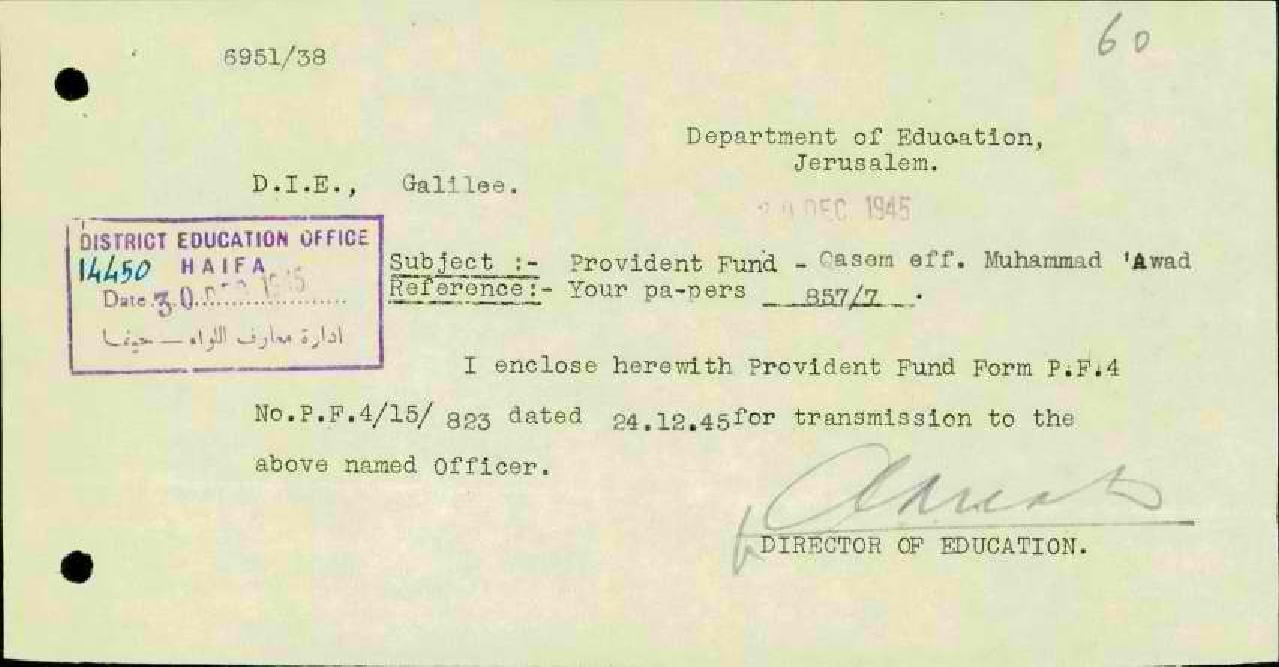 60
6951/38
Department of Education,
Jerusalem.
D.I.E., Galilee.
DEC 1945
DISTRICT EDUCATION OFFICE
14450 HAIFA
Date 30
ادارة معارف اللواء — حيفا
Subject :- Provident Fund - Qasem eff. Muhammad 'Awad
Reference:- Your pa-pers 857/7.
I enclose herewith Provident Fund Form P.F.4
No.P.F.4/15/ 823 dated 24.12.45 for transmission to the
above named Officer.
DIRECTOR OF EDUCATION.